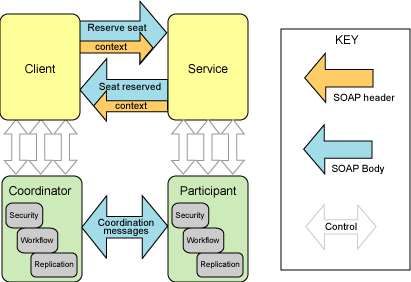 Reserve seat
context
Client
Service
Seat reserved
context
KEY
SOAP header
SOAP Body
Control
Coordinator
Security
Workflow
Replication
Coordination
messages
Participant
Security
Workflow
Replication